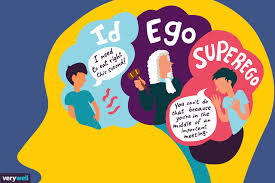 Id
Ego
SUPEREGO
I need
to eat right
this second!
You can't do
that because
you're in the
middle of an
important
meeting.
verywell